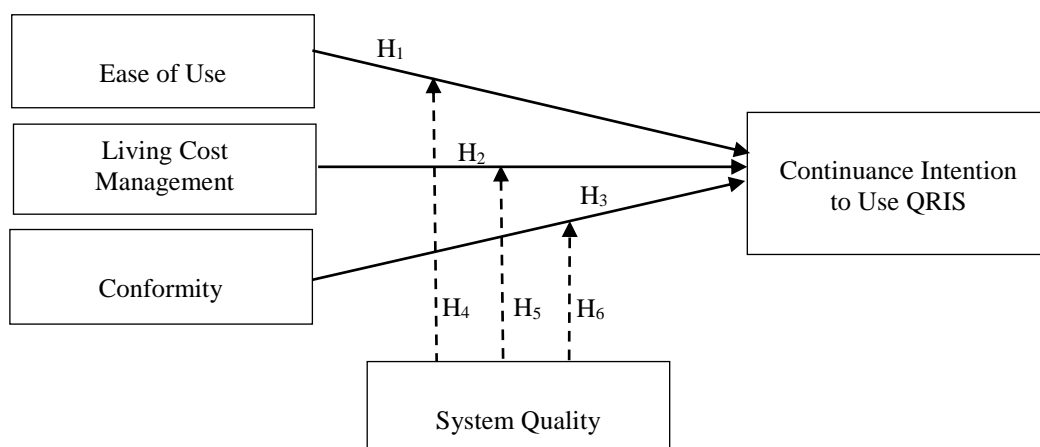 Ease of Use
H1
Living Cost
Management
H2
Continuance Intention
to Use QRIS
H3
Conformity
H4
H5
H6
System Quality